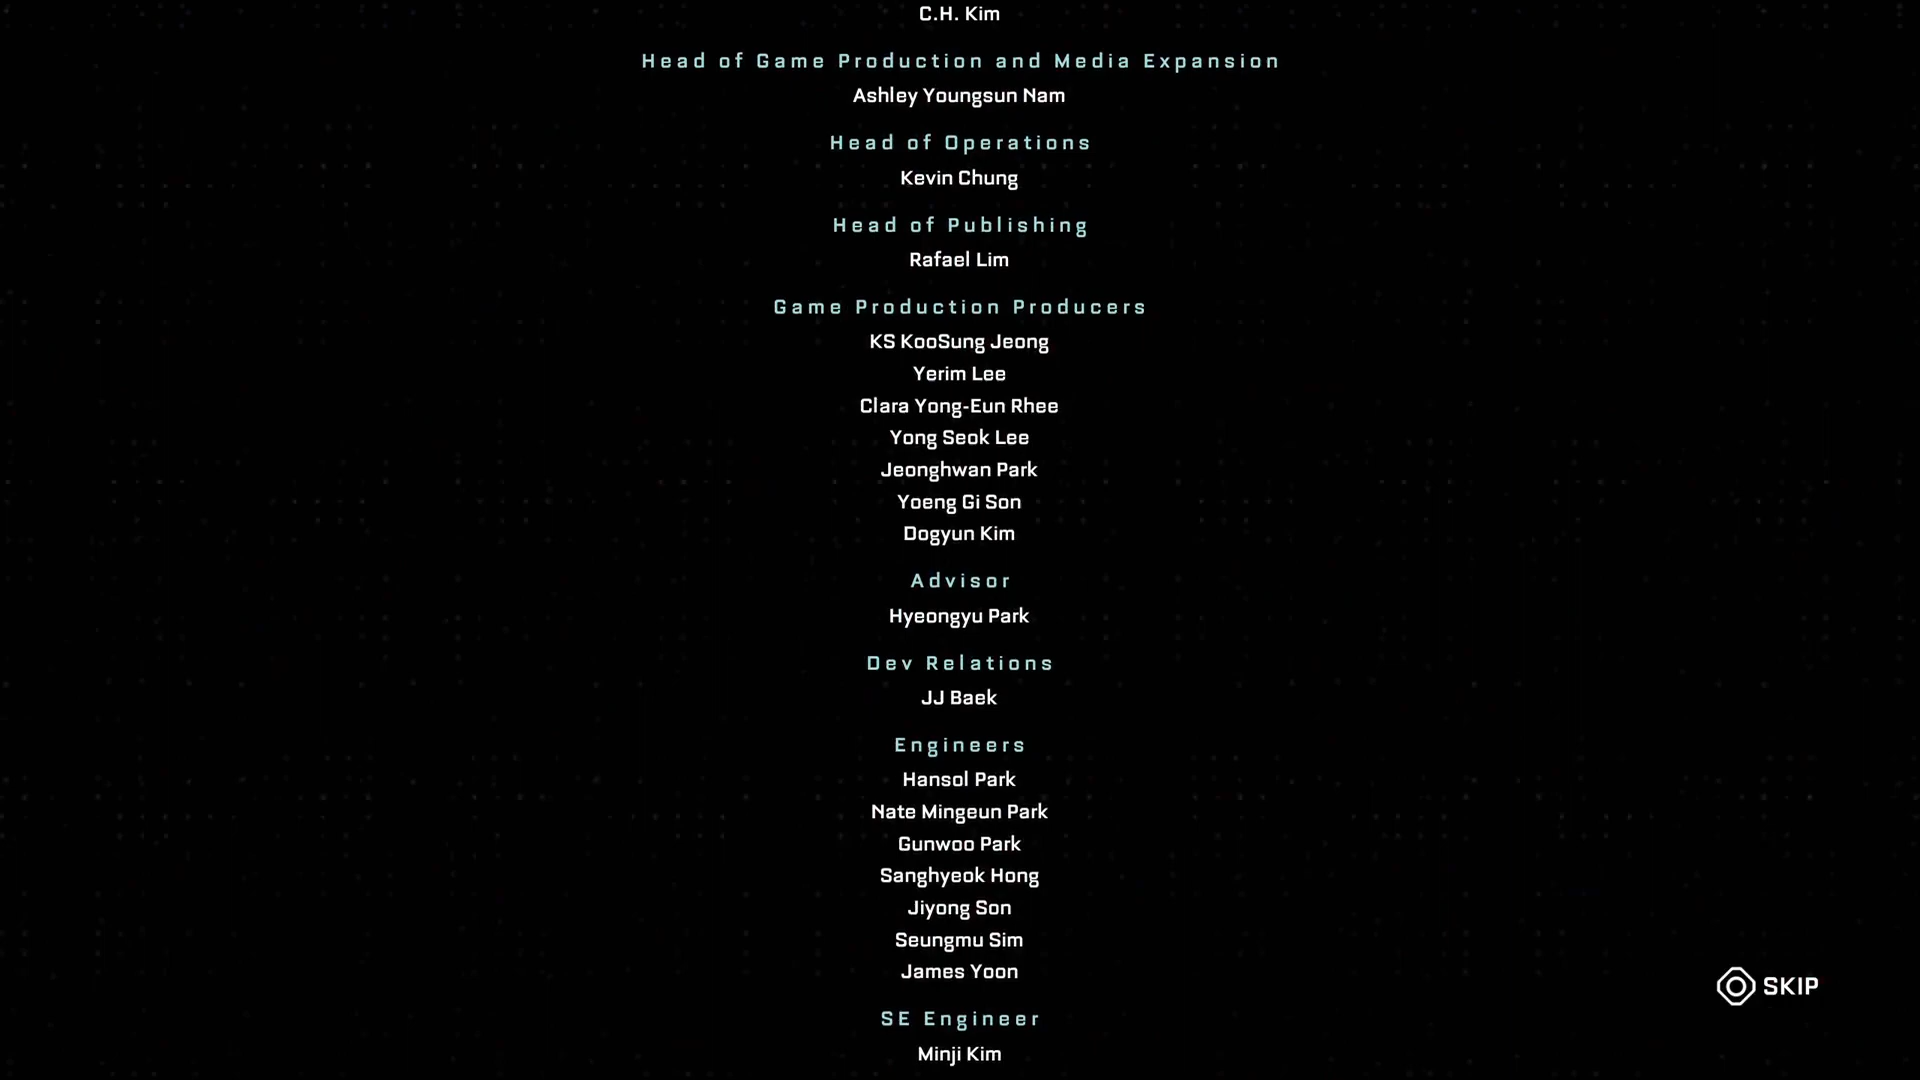 C.H. Kim
Head of Game Production and Media Expansion
Ashley Youngsun Nam
Head of Operations
Kevin Chung
Head of Publishing
Rafael Lim
Game Production Producers
KS KooSung Jeong
Yerim Lee
Clara Yong-Eun Rhee
Yong Seok Lee
Jeonghwan Park
Yoeng Gi Son
Dogyun Kim
Advisor
Hyeongyu Park
Dev Relations
JJ Baek
Engineers
Hansol Park
Nate Mingeun Park
Gunwoo Park
Sanghyeok Hong
Jiyong Son
Seungmu Sim
James Yoon
SKIP
SE Engineer
Minji Kim